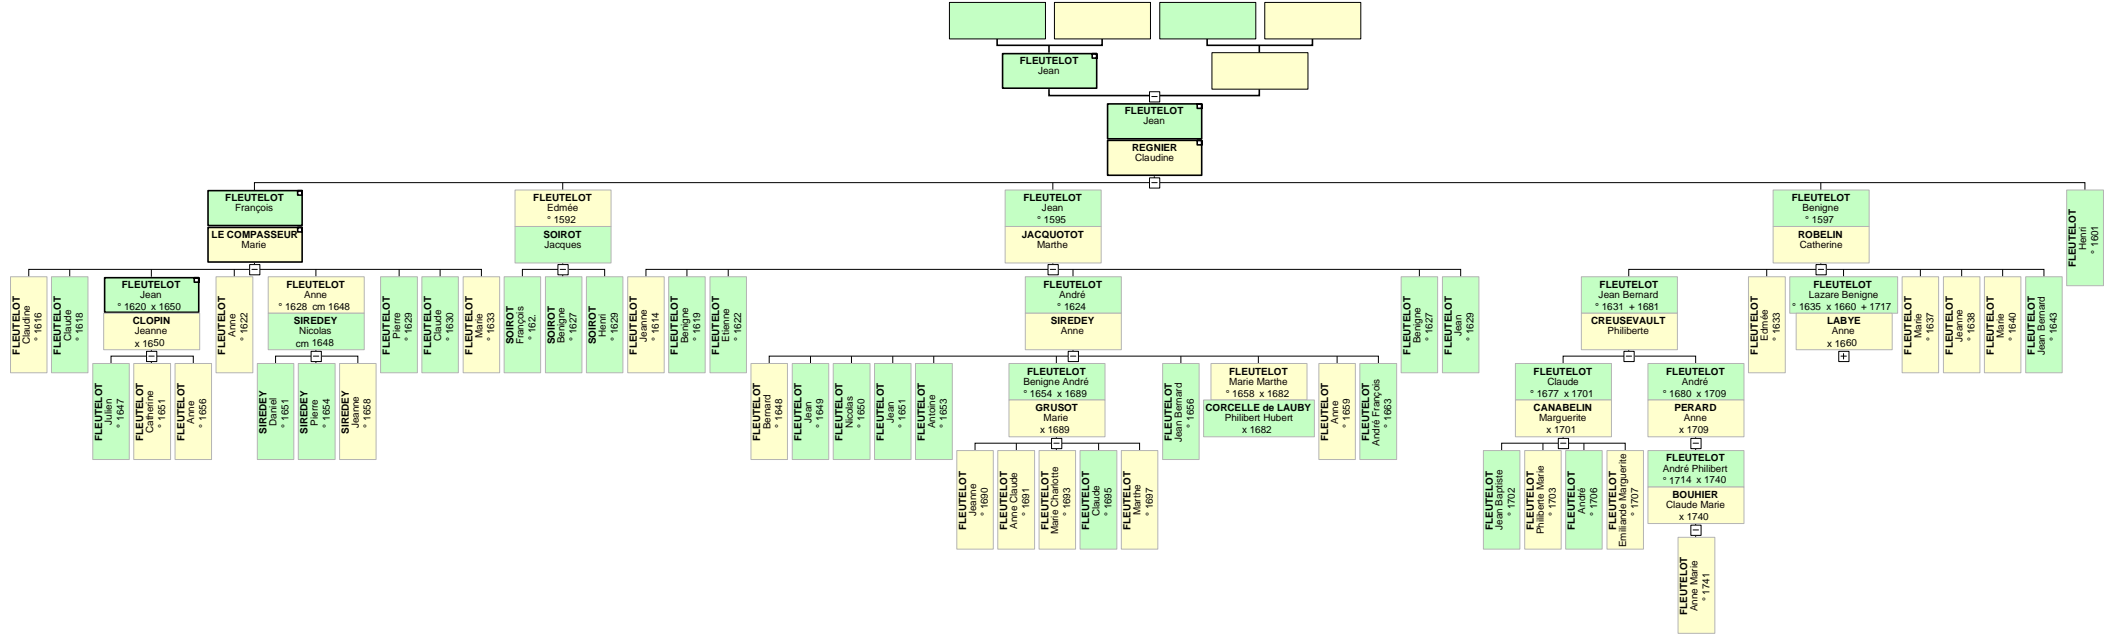 FLEUTELOT
Jean
FLEUTELOT
Jean
REGNIER
Claudine
FLEUTELOT
François
LE COMPASSEUR
Marie
FLEUTELOT
Edmée
° 1592
SOIROT
Jacques
FLEUTELOT
Jean
° 1595
JACQUOTOT
Marthe
FLEUTELOT
Benigne
° 1597
ROBELIN
Catherine
FLEUTELOT
Henri
° 1601
FLEUTELOT
Claudine
° 1616
FLEUTELOT
Claude
° 1618
FLEUTELOT
Jean
° 1620 x 1650
CLOPIN
Jeanne
x 1650
FLEUTELOT
Anne
° 1622
FLEUTELOT
Anne
° 1628 cm 1648
SIREDEY
Nicolas
cm 1648
FLEUTELOT
Pierre
° 1629
FLEUTELOT
Claude
° 1630
FLEUTELOT
Marie
° 1633
SOIROT
François
° 162.
SOIROT
Benigne
° 1627
SOIROT
Henri
° 1629
FLEUTELOT
Jeanne
° 1614
FLEUTELOT
Benigne
° 1619
FLEUTELOT
Etienne
° 1622
FLEUTELOT
André
° 1624
SIREDEY
Anne
FLEUTELOT
Benigne
° 1627
FLEUTELOT
Jean
° 1629
FLEUTELOT
Jean Bernard
° 1631 + 1681
CREUSEVAULT
Philiberte
FLEUTELOT
Edmée
° 1633
FLEUTELOT
Lazare Benigne
° 1635 x 1660 + 1717
LABYE
Anne
x 1660
FLEUTELOT
Marie
° 1637
FLEUTELOT
Jeanne
° 1638
FLEUTELOT
Marie
° 1640
FLEUTELOT
Jean Bernard
° 1643
FLEUTELOT
Julien
° 1647
FLEUTELOT
Catherine
° 1651
FLEUTELOT
Anne
° 1656
SIREDEY
Daniel
° 1651
SIREDEY
Pierre
° 1654
SIREDEY
Jeanne
° 1658
FLEUTELOT
Bernard
° 1648
FLEUTELOT
Jean
° 1649
FLEUTELOT
Nicolas
° 1650
FLEUTELOT
Jean
° 1651
FLEUTELOT
Antoine
° 1653
FLEUTELOT
Benigne André
° 1654 x 1689
GRUSOT
Marie
x 1689
FLEUTELOT
Jean Bernard
° 1656
FLEUTELOT
Marie Marthe
° 1658 x 1682
CORCELLE de LAUBY
Philibert Hubert
x 1682
FLEUTELOT
Anne
° 1659
FLEUTELOT
André François
° 1663
FLEUTELOT
Claude
° 1677 x 1701
CANABELIN
Marguerite
x 1701
FLEUTELOT
André
° 1680 x 1709
PERARD
Anne
x 1709
FLEUTELOT
Jeanne
° 1690
FLEUTELOT
Anne Claude
° 1691
FLEUTELOT
Marie Charlotte
° 1693
FLEUTELOT
Claude
° 1695
FLEUTELOT
Marthe
° 1697
FLEUTELOT
Jean Baptiste
° 1702
FLEUTELOT
Philiberte Marie
° 1703
FLEUTELOT
André
° 1706
FLEUTELOT
Emiliande Marguerite
° 1707
FLEUTELOT
André Philibert
° 1714 x 1740
BOUHIER
Claude Marie
x 1740
FLEUTELOT
Anne Marie
° 1741